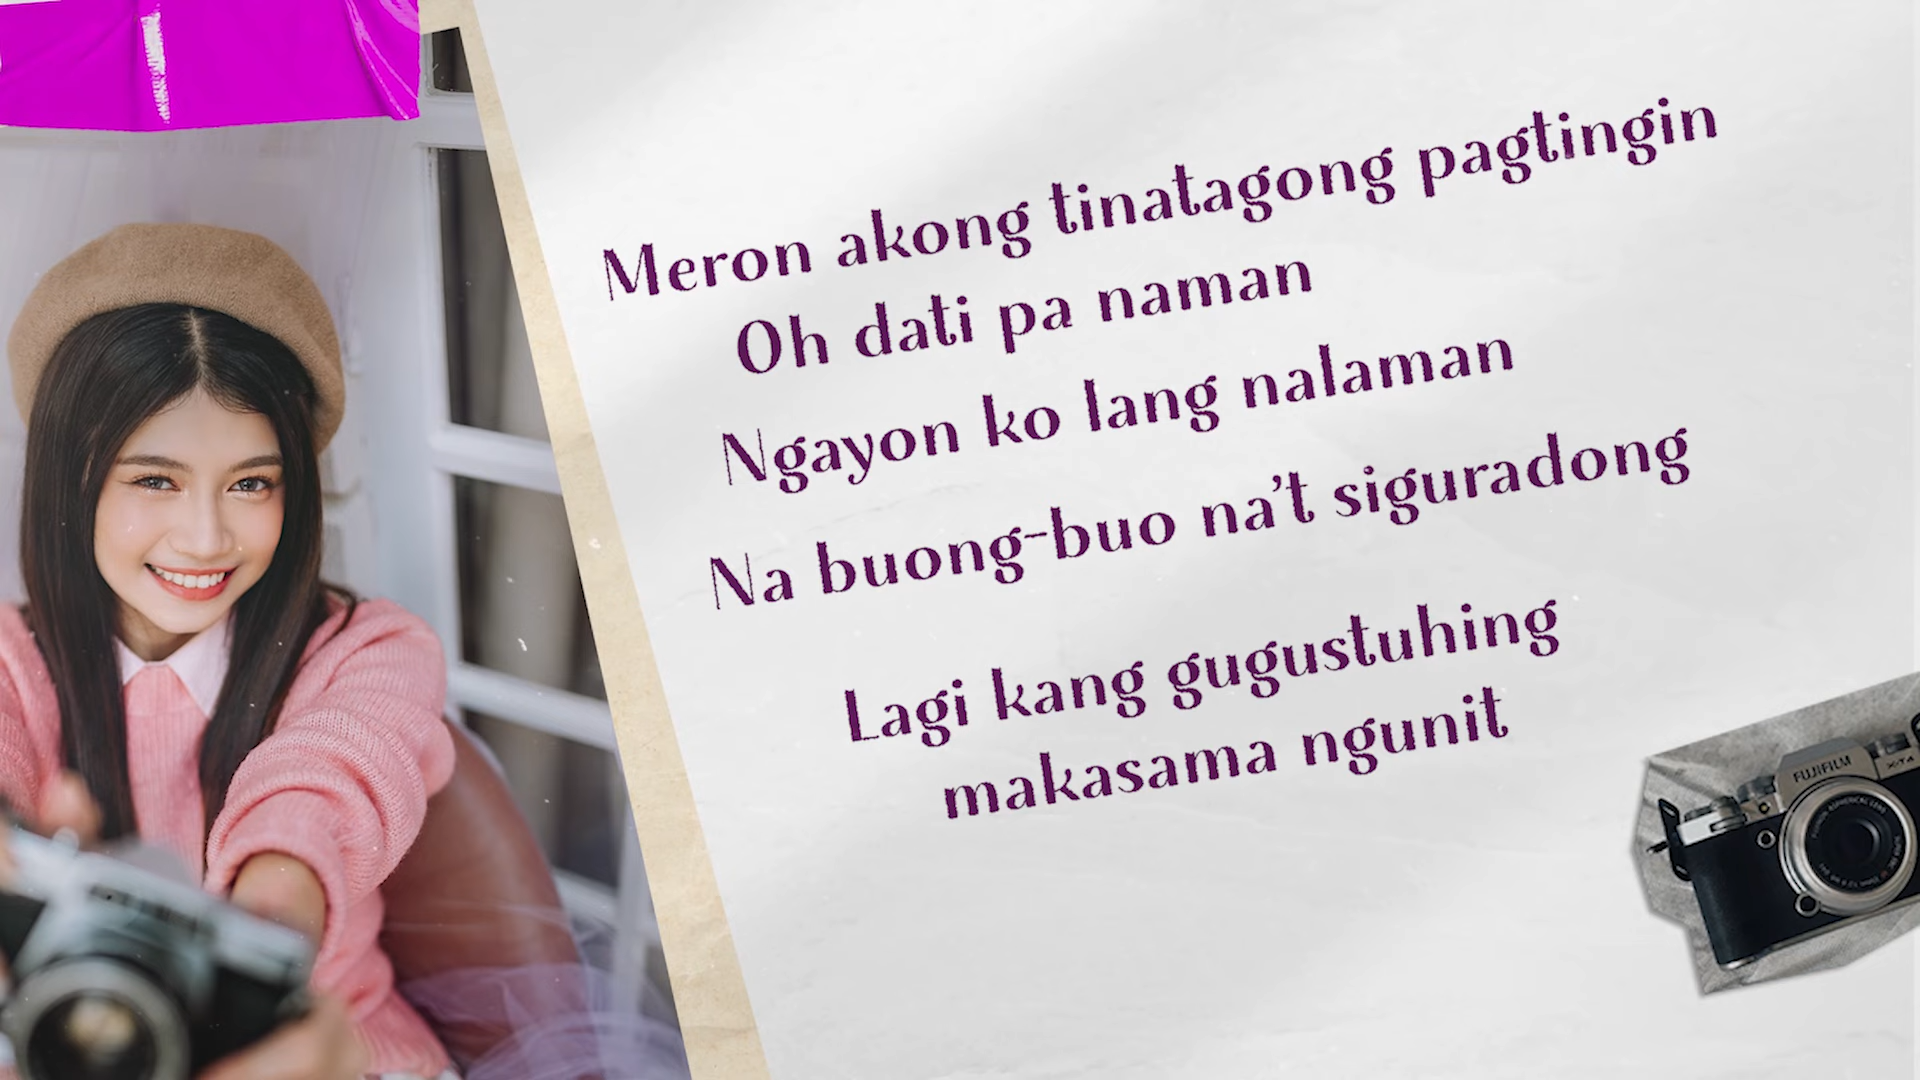 Meron akong tinatagong pagtingin
Oh dati pa naman
Ngayon ko lang nalaman
Na buong-buo na't siguradong
Lagi kang gugustuhing
makasama ngunit
FUJIFILM
X-T4